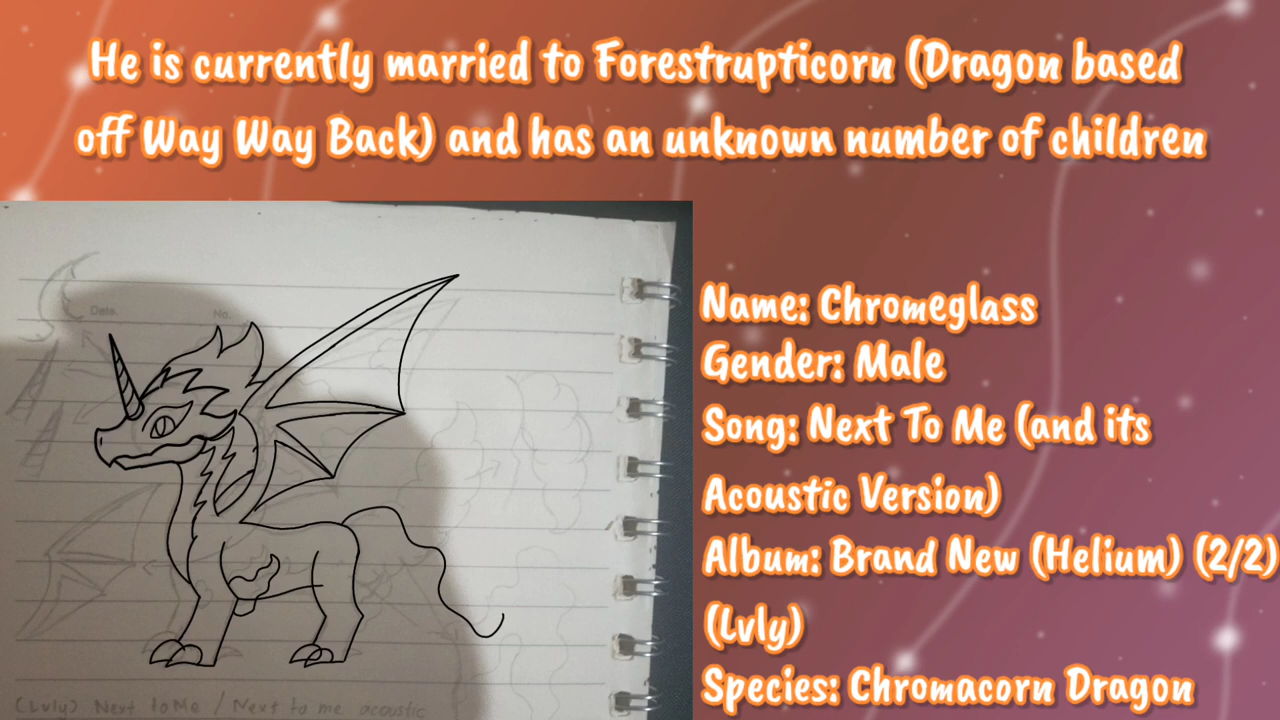 He is currently married to Forestrupticorn (Dragon based
off Way Way Back) and has an unknown number of children
Date.
No.
Name: Chromeglass
Gender: Male
Song: Next To Me (and its
Acoustic Version)
Album: Brand New (Helium) (2/2)
(Lvly)
Species: Chromacorn Dragon
(Lvly) Next to Me / Next to me acoustic